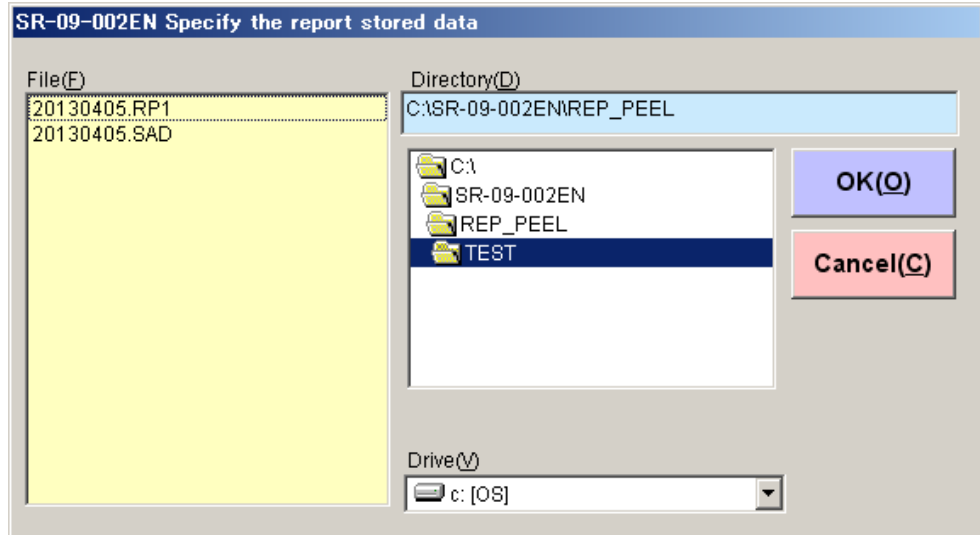 SR-09-002EN Specify the report stored data
File(F)
20130405.RP1
20130405.SAD
Directory(D)
C:\SR-09-002EN\REP_PEEL
C:\
SR-09-002EN
REP_PEEL
TEST
OK(O)
Cancel(C)
Drive(V)
c: [OS]